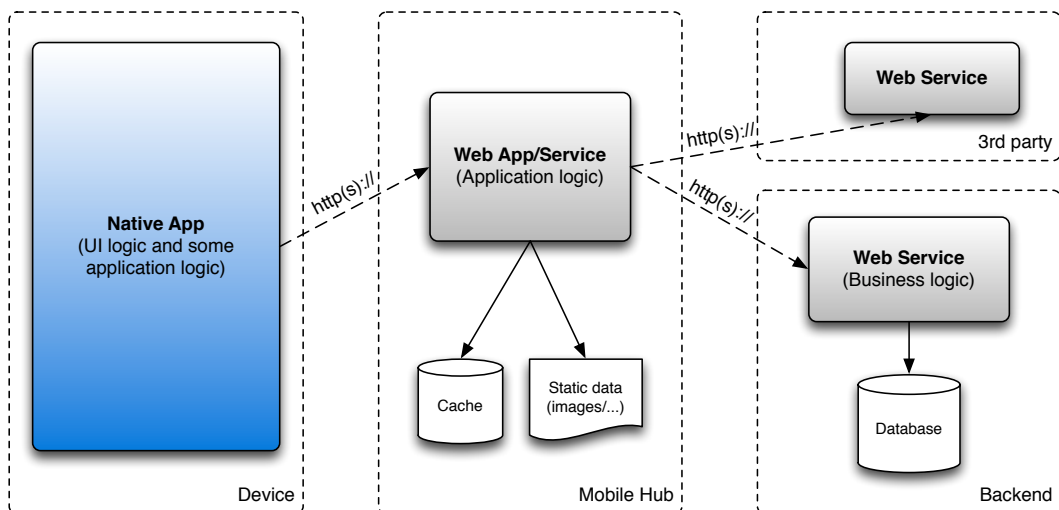 Native App
(UI logic and some
application logic)
Device
http(s)://
Web App/Service
(Application logic)
Cache
Static data
(images/...)
Mobile Hub
http(s)://
http(s)://
Web Service
3rd party
Web Service
(Business logic)
Database
Backend